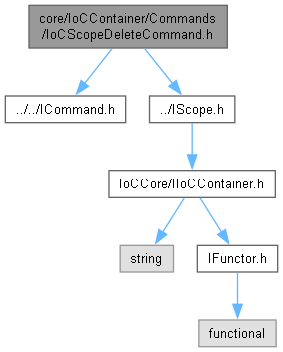 core/IoCContainer/Commands
/IoCScopeDeleteCommand.h
../../ICommand.h
../IScope.h
IoCCore/IIoCContainer.h
string
IFunctor.h
functional